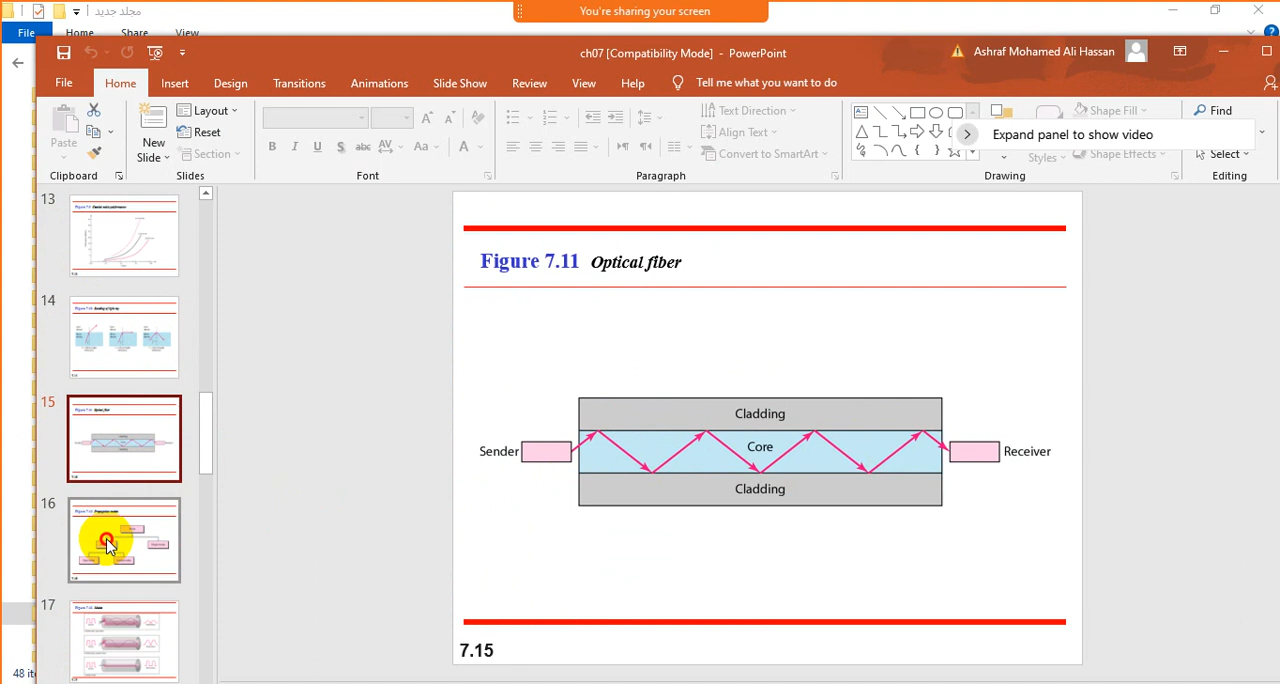 You're sharing your screen
مجلد جديد
File Home Share View
ch07 [Compatibility Mode] - PowerPoint
Ashraf Mohamed Ali Hassan
File Home Insert Design Transitions Animations Slide Show Review View Help Tell me what you want to do
Paste
New
Slide
Layout
Reset
Section
B I U S abc AV Aa A
Text Direction
Align Text
Convert to SmartArt
Shape Fill
Expand panel to show video
Styles
Shape Effects
Find
Select
Clipboard Slides Font Paragraph Drawing Editing
13
14
15
16
17
48 ite
Figure 7.11 Optical fiber
Cladding
Sender
Core
Receiver
Cladding
7.15